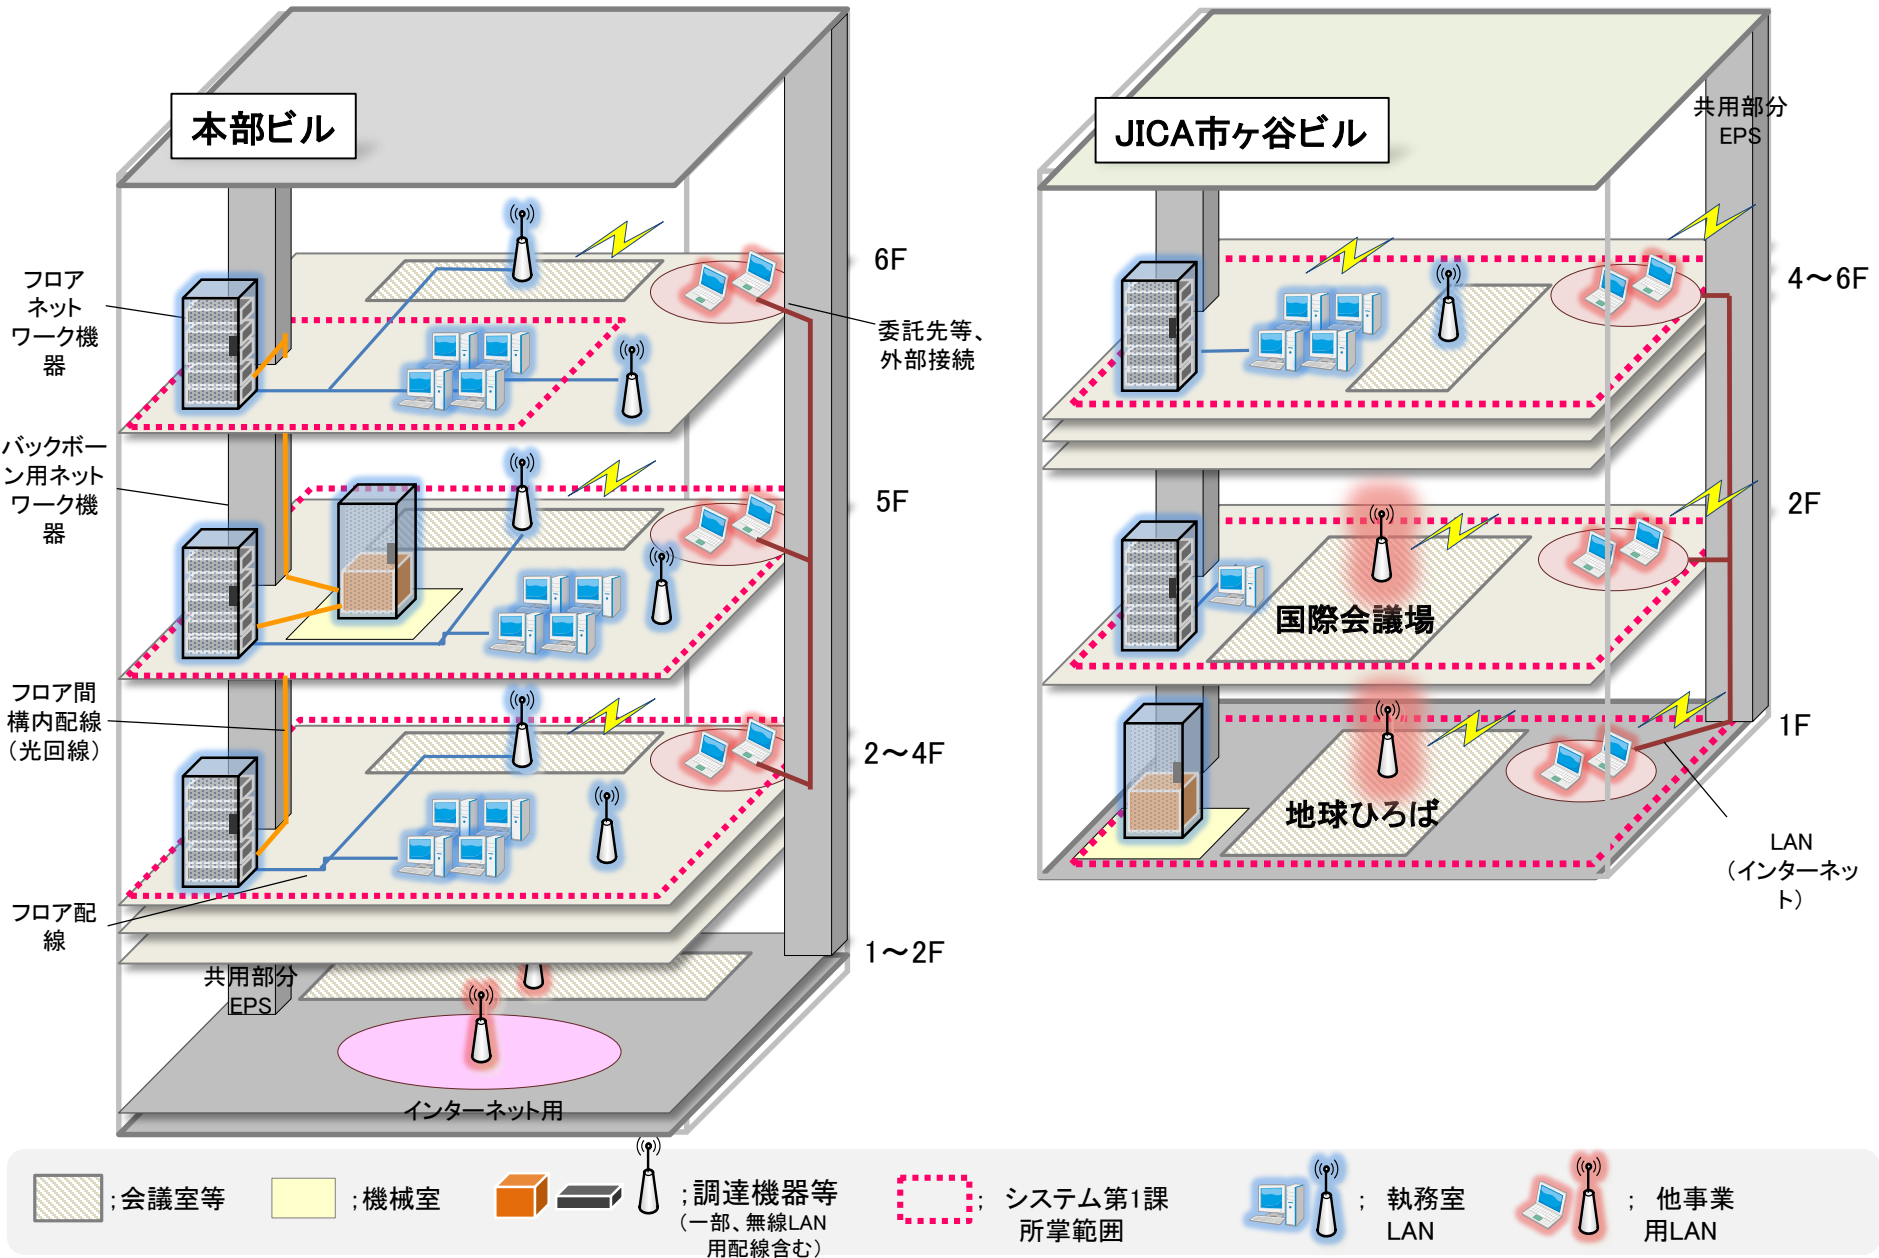 本部ビル
フロア
ネット
ワーク機
器
バックボー
ン用ネット
ワーク機
器
フロア間
構内配線
（光回線）
フロア配
線
共用部分
EPS
インターネット用
6F
委託先等、
外部接続
5F
2～4F
1～2F
JICA市ヶ谷ビル
共用部分
EPS
4～6F
2F
国際会議場
1F
地球ひろば
LAN
（インターネッ
ト）
;会議室等
;機械室
;調達機器等
（一部、無線LAN
用配線含む）
; システム第1課
所掌範囲
; 執務室
LAN
; 他事業
用LAN